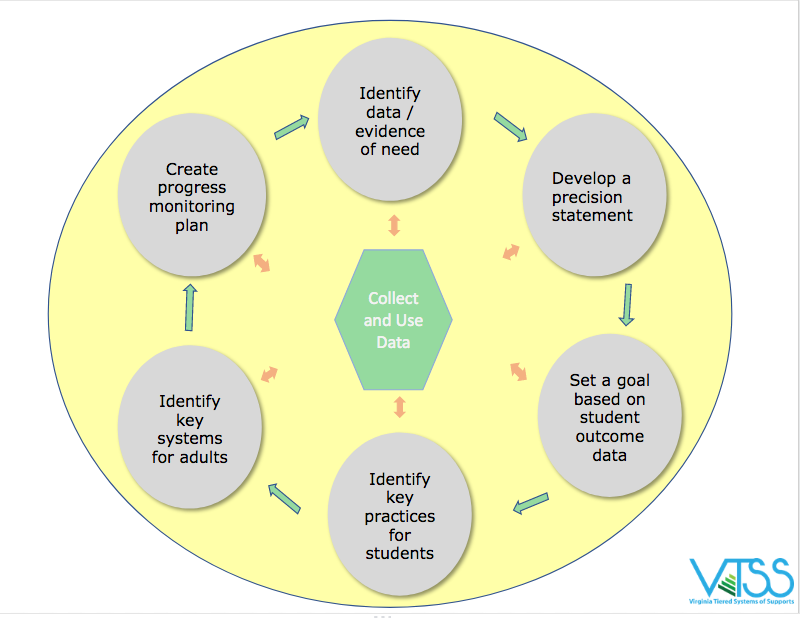 Identify
data /
evidence
of need
Develop a
precision
statement
Set a goal
based on
student
outcome
data
Identify
key
practices
for
students
Identify
key
systems
for adults
Create
progress
monitoring
plan
Collect
and Use
Data
VTSS
Virginia Tiered Systems of Supports